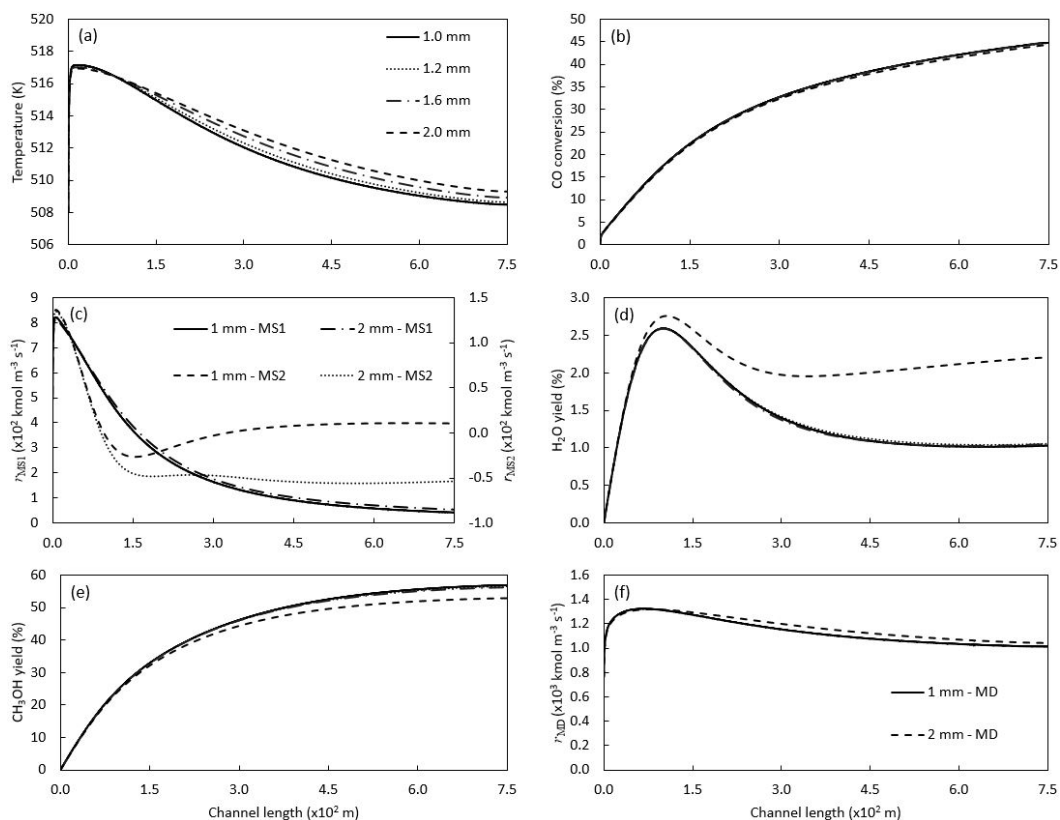 (a)
520
518
516
514
512
510
508
506
Temperature (K)
1.0 mm
1.2 mm
1.6 mm
2.0 mm
0.0 1.5 3.0 4.5 6.0 7.5
(b)
50
45
40
35
30
25
20
15
10
5
0
CO conversion (%)
0.0 1.5 3.0 4.5 6.0 7.5
(c)
9
8
7
6
5
4
3
2
1
0
rMS1 (x10² kmol m⁻³ s⁻¹)
1 mm - MS1
2 mm - MS1
1 mm - MS2
2 mm - MS2
1.5
1.0
0.5
0.0
-0.5
-1.0
rMS2 (x10² kmol m⁻³ s⁻¹)
0.0 1.5 3.0 4.5 6.0 7.5
(d)
3.0
2.5
2.0
1.5
1.0
0.5
0.0
H₂O yield (%)
0.0 1.5 3.0 4.5 6.0 7.5
(e)
60
50
40
30
20
10
0
CH₃OH yield (%)
0.0 1.5 3.0 4.5 6.0 7.5
Channel length (x10² m)
(f)
1.6
1.4
1.2
1.0
0.8
0.6
0.4
0.2
0.0
rMD (x10³ kmol m⁻³ s⁻¹)
1 mm - MD
2 mm - MD
0.0 1.5 3.0 4.5 6.0 7.5
Channel length (x10² m)